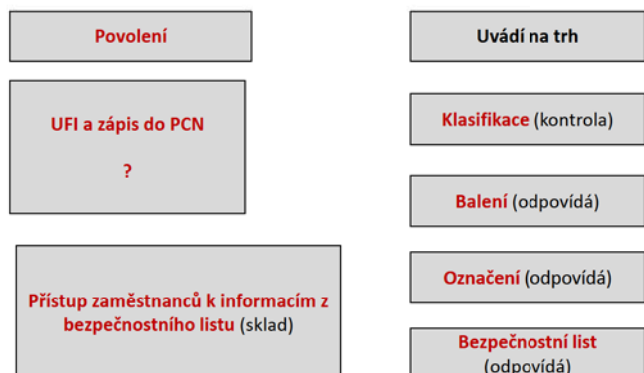 Povolení
UFI a zápis do PCN
?
Přístup zaměstnanců k informacím z
bezpečnostního listu (sklad)
Uvádí na trh
Klasifikace (kontrola)
Balení (odpovídá)
Označení (odpovídá)
Bezpečnostní list
(odpovídá)